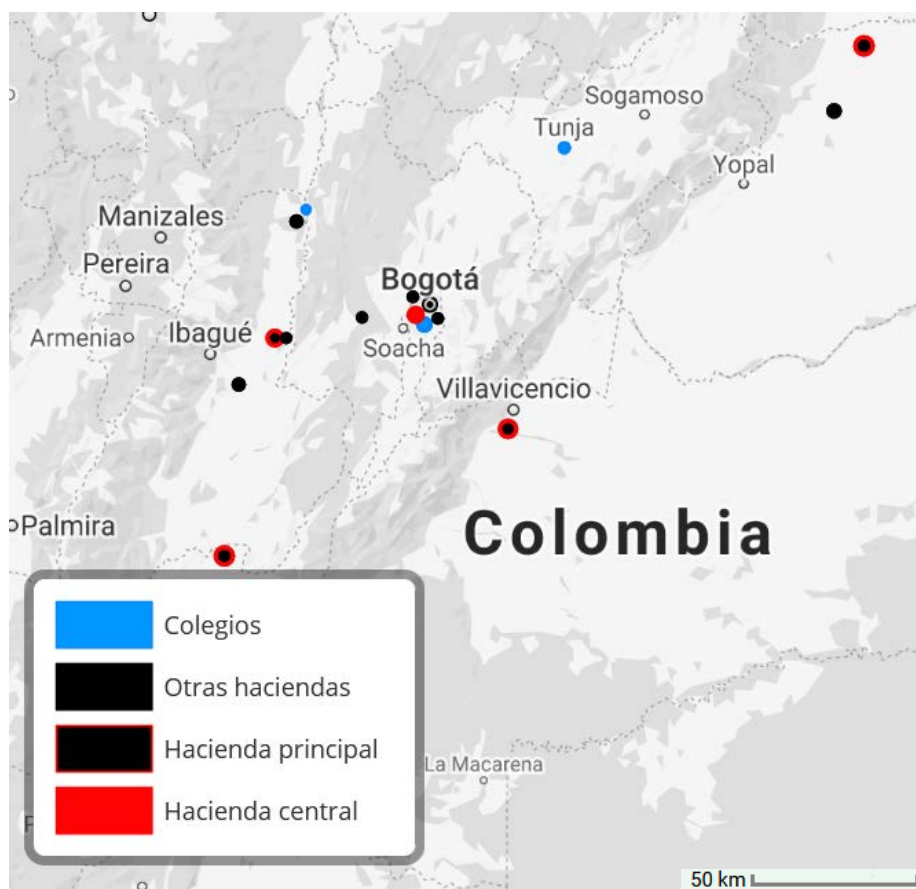 Sogamoso
Tunja
Yopal
Manizales
Pereira
Bogotá
Armenia
Ibagué
Soacha
Villavicencio
Palmira
Colombia
Colegios
Otras haciendas
Hacienda principal
Hacienda central
La Macarena
50 km